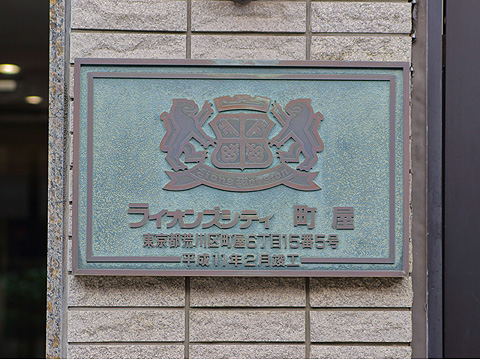 ライオンズシティ 町屋
東京都荒川区町屋6丁目15番5号
平成11年2月竣工